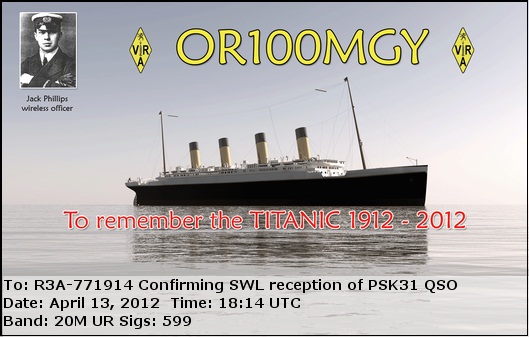 OR100MGY
VRA
VRA
Jack Phillips
wireless officer
To remember the TITANIC 1912 - 2012
To: R3A-771914 Confirming SWL reception of PSK31 QSO
Date: April 13, 2012 Time: 18:14 UTC
Band: 20M UR Sigs: 599